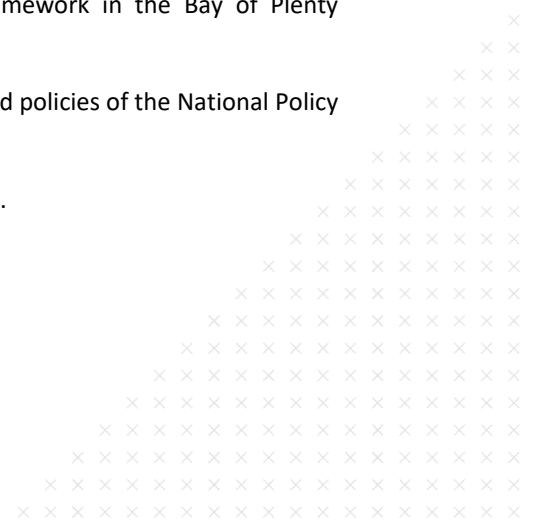 mework in the Bay of Plenty
d policies of the National Policy
.